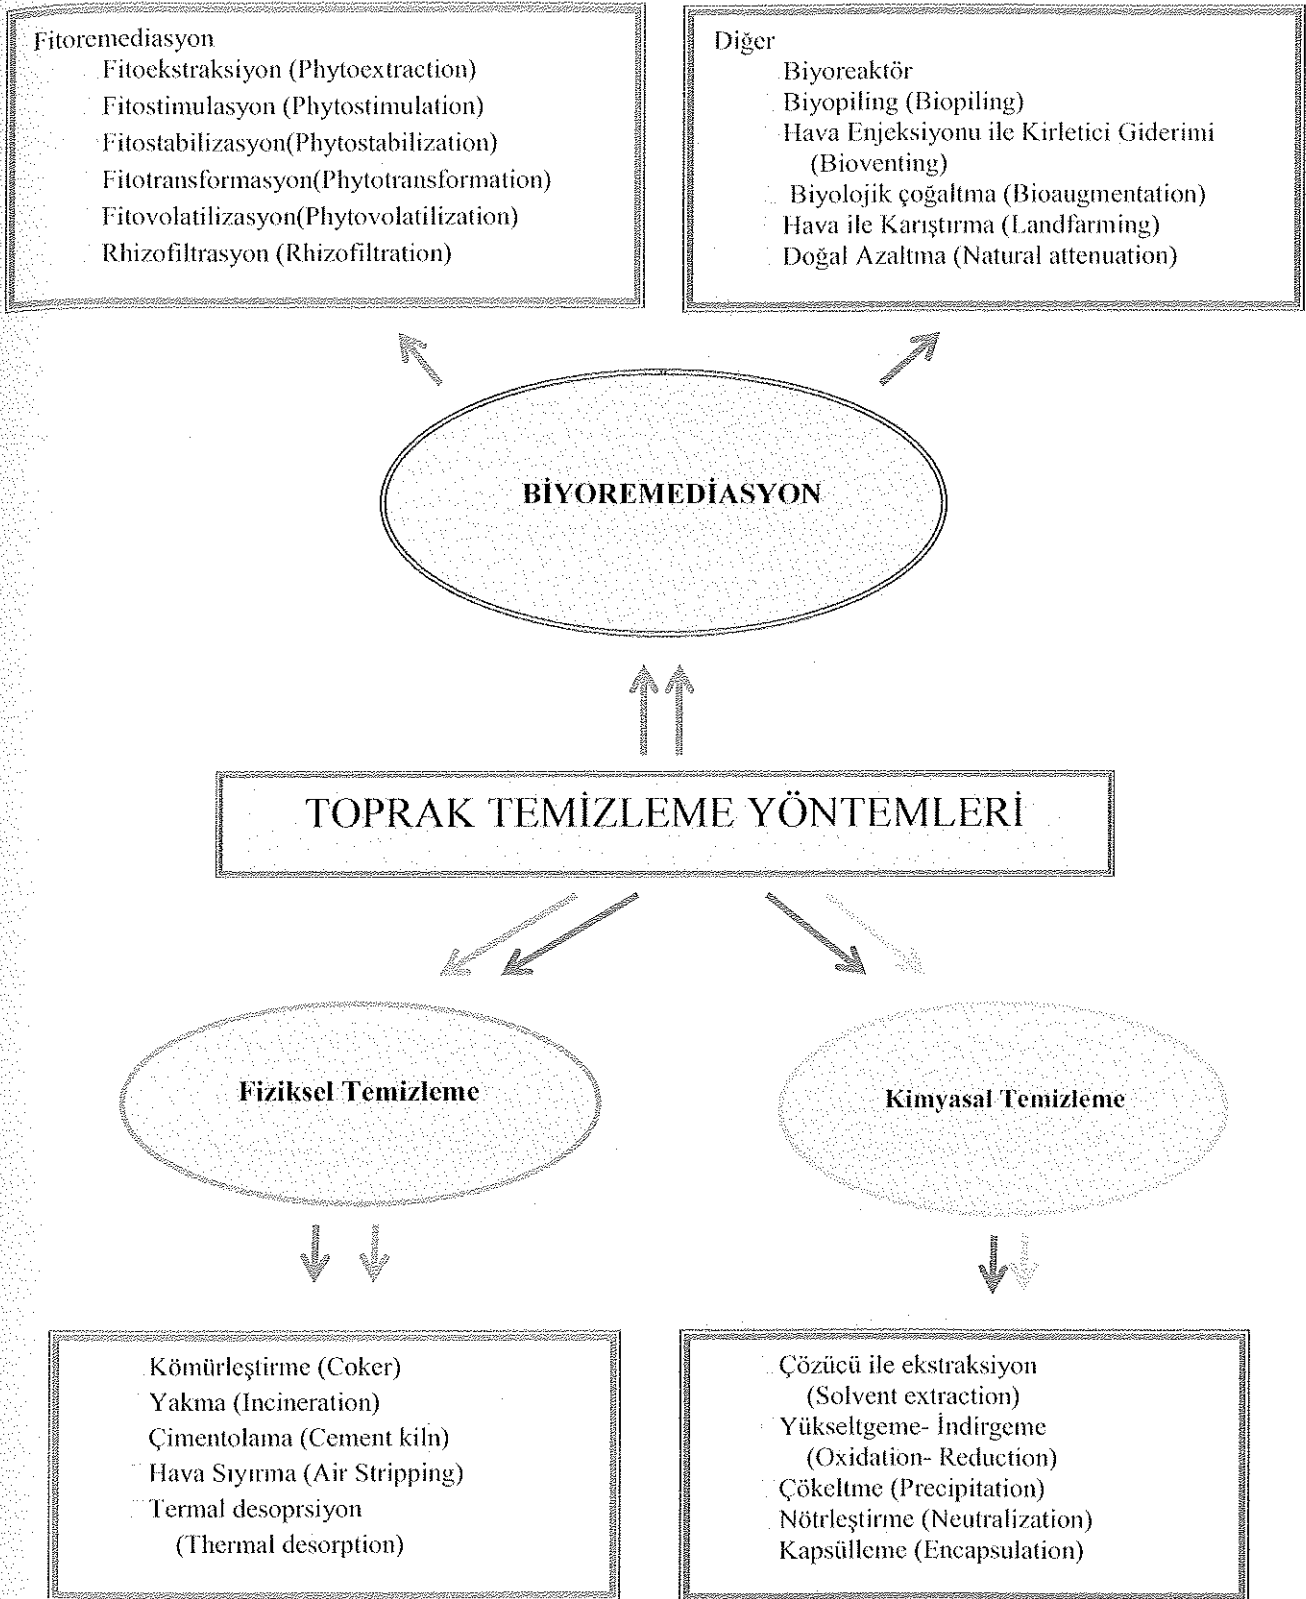 Fitoremediasyon
Fitoekstraksiyon (Phytoextraction)
Fitostimulasyon (Phytostimulation)
Fitostabilizasyon(Phytostabilization)
Fitotransformasyon(Phytotransformation)
Fitovolatilizasyon(Phytovolatilization)
Rhizofiltrasyon (Rhizofiltration)
Diğer
Biyoreaktör
Biyopiling (Biopiling)
Hava Enjeksiyonu ile Kirletici Giderimi
(Bioventing)
Biyolojik çoğaltma (Bioaugmentation)
Hava ile Karıştırma (Landfarming)
Doğal Azaltma (Natural attenuation)
BİYOREMEDİASYON
TOPRAK TEMİZLEME YÖNTEMLERİ
Fiziksel Temizleme
Kimyasal Temizleme
Kömürleştirme (Coker)
Yakma (Incineration)
Çimentolama (Cement kiln)
Hava Sıyırma (Air Stripping)
Termal desoprsiyon
(Thermal desorption)
Çözücü ile ekstraksiyon
(Solvent extraction)
Yükseltgeme- İndirgeme
(Oxidation- Reduction)
Çökeltme (Precipitation)
Nötrleştirme (Neutralization)
Kapsülleme (Encapsulation)